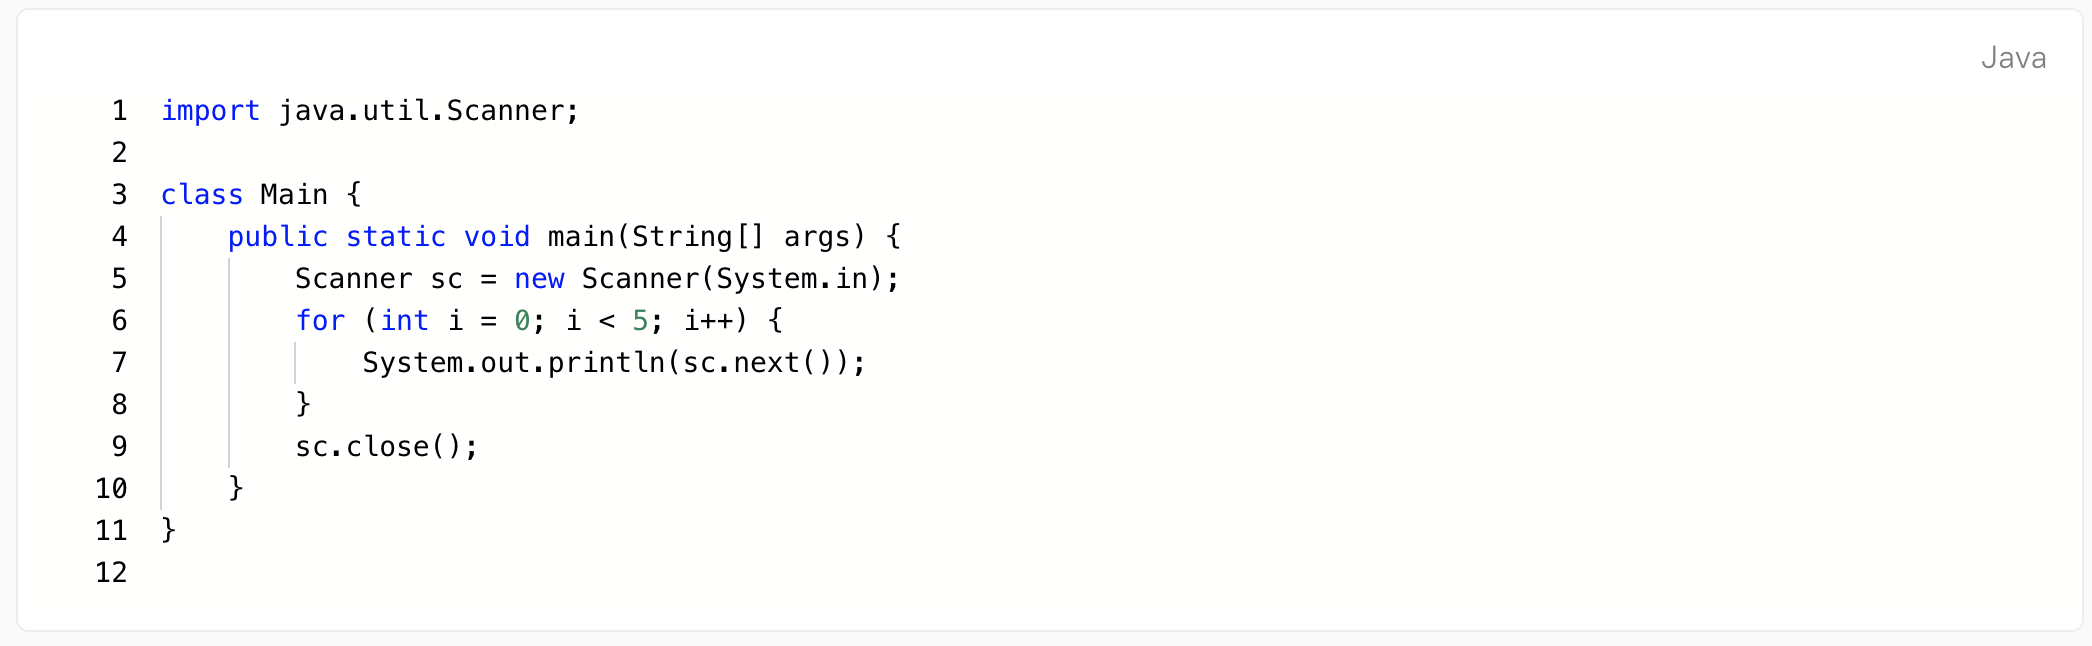 Java
1 import java.util.Scanner;
2
3 class Main {
4     public static void main(String[] args) {
5         Scanner sc = new Scanner(System.in);
6         for (int i = 0; i < 5; i++) {
7             System.out.println(sc.next());
8         }
9         sc.close();
10     }
11 }
12